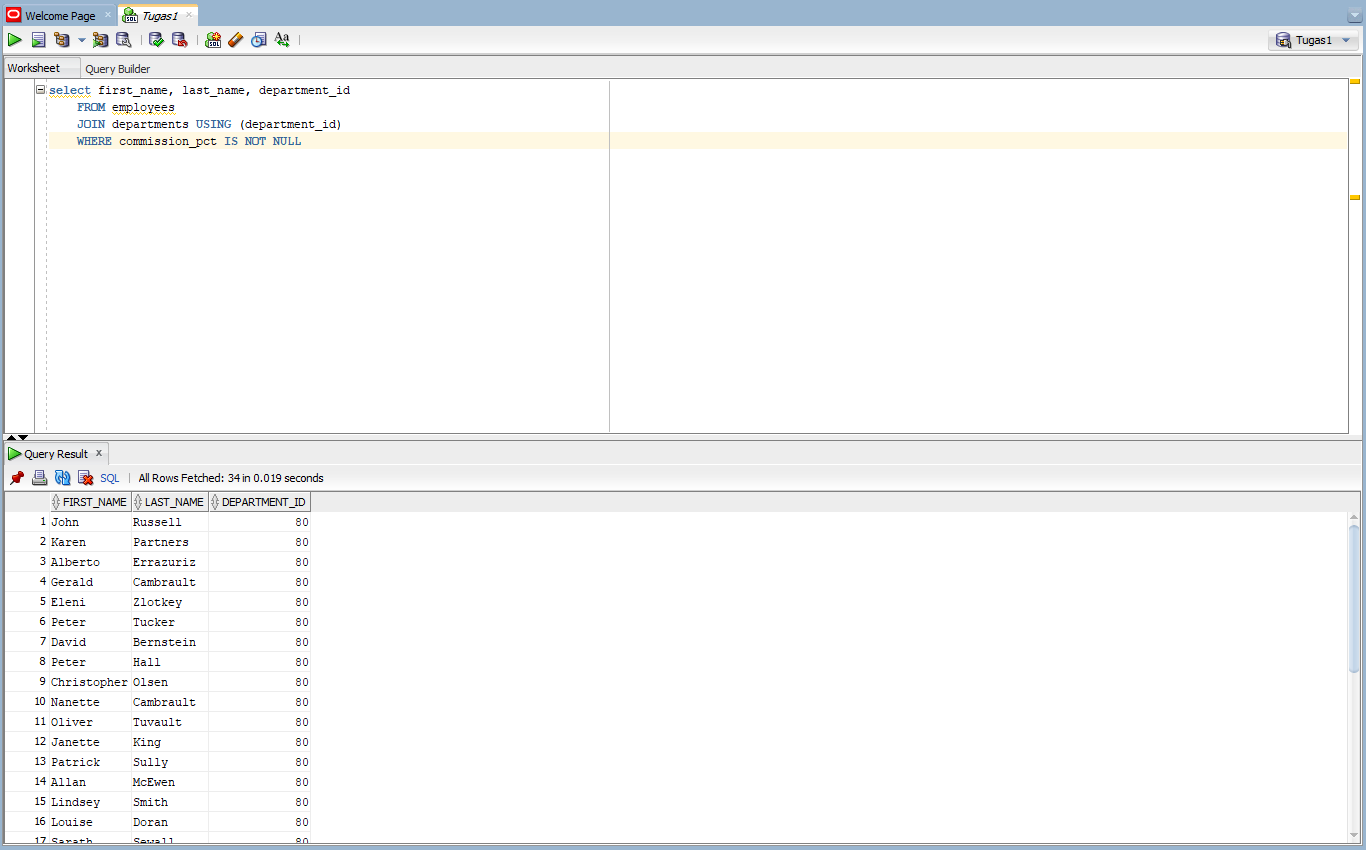 Welcome Page Tugas1
Tugas1
Worksheet Query Builder
select first_name, last_name, department_id
FROM employees
JOIN departments USING (department_id)
WHERE commission_pct IS NOT NULL
Query Result
SQL All Rows Fetched: 34 in 0.019 seconds
FIRST_NAME LAST_NAME DEPARTMENT_ID
1 John Russell 80
2 Karen Partners 80
3 Alberto Errazuriz 80
4 Gerald Cambrault 80
5 Eleni Zlotkey 80
6 Peter Tucker 80
7 David Bernstein 80
8 Peter Hall 80
9 Christopher Olsen 80
10 Nanette Cambrault 80
11 Oliver Tuvault 80
12 Janette King 80
13 Patrick Sully 80
14 Allan McEwen 80
15 Lindsey Smith 80
16 Louise Doran 80
17 Sarath Sewall 80